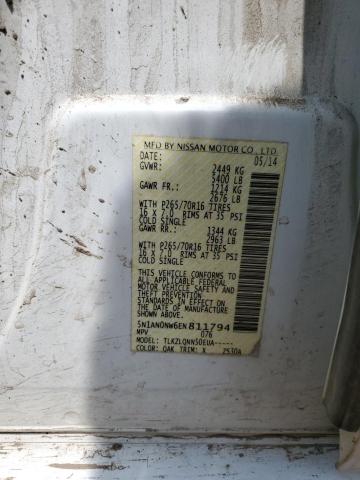 MFD BY NISSAN MOTOR CO., LTD.
DATE: 05/14
GVWR: 2449 KG
5400 LB
GAWR FR.: 1214 KG
2676 LB
WITH P265/70R16 TIRES
16 X 7.0 RIMS AT 35 PSI
COLD SINGLE
GAWR RR.: 1344 KG
2963 LB
WITH P265/70R16 TIRES
16 X 7.0 RIMS AT 35 PSI
COLD SINGLE
THIS VEHICLE CONFORMS TO
ALL APPLICABLE FEDERAL
MOTOR VEHICLE SAFETY
STANDARDS IN EFFECT ON THE
DATE OF MANUFACTURE SHOWN
ABOVE.
5N1AN0NW6EN811794
MPV 076
MODEL: TLKZLQNN50EUA-----
COLOR: QAK TRIM: X 2530A